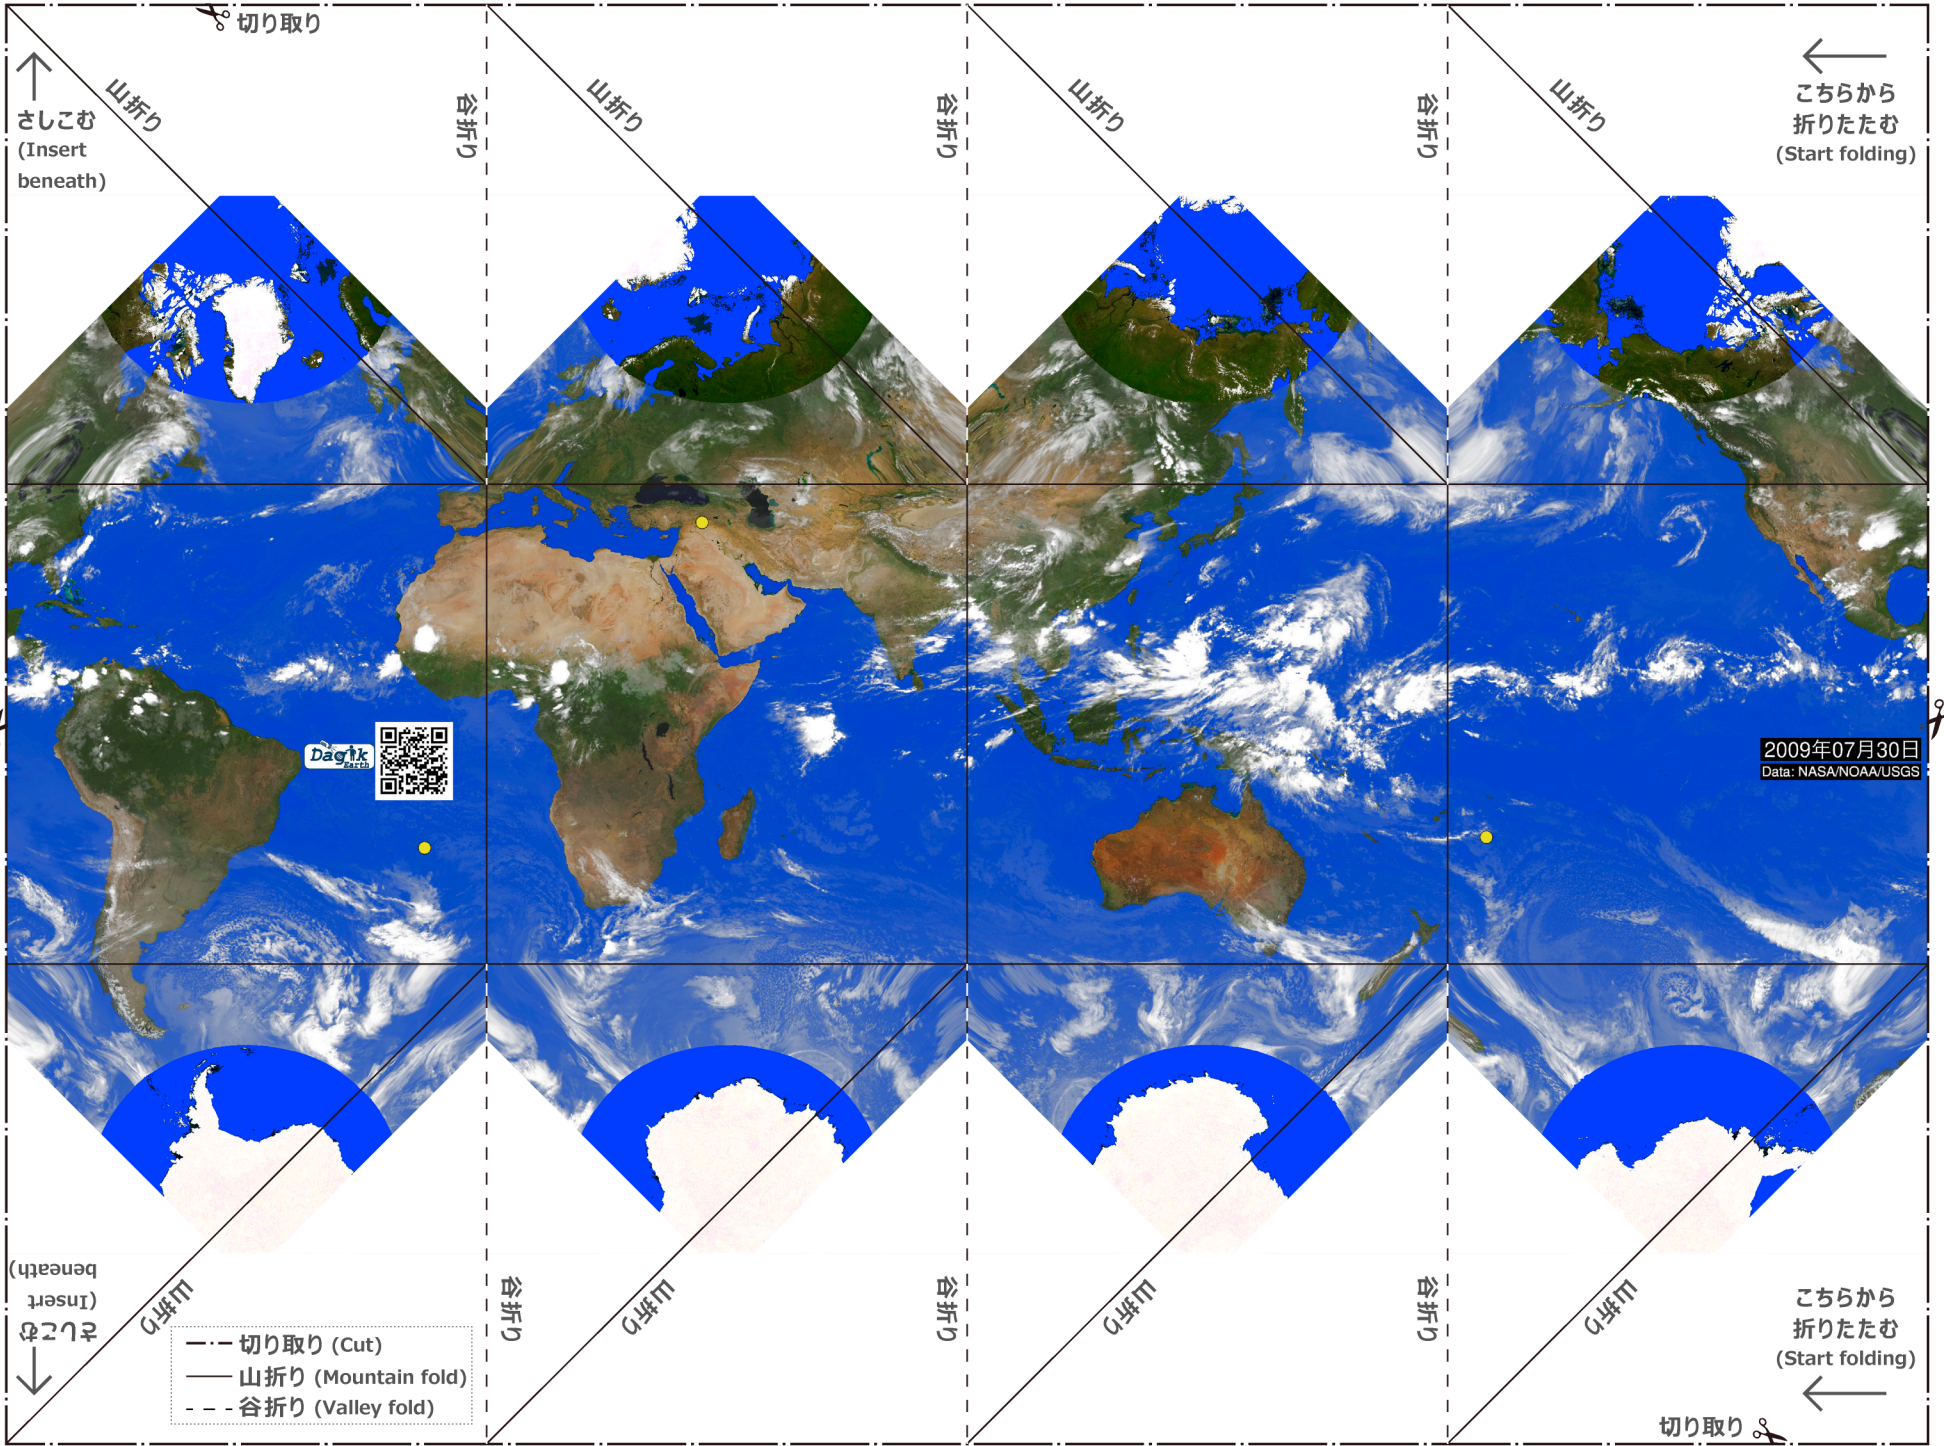 切り取り
山折り
谷折り
山折り
谷折り
山折り
谷折り
山折り
さしこむ
(Insert
beneath)
こちらから
折りたたむ
(Start folding)
Dagik
Earth
2009年07月30日
Data: NASA/NOAA/USGS
さしこむ
(Insert
beneath)
山折り
谷折り
山折り
谷折り
山折り
谷折り
山折り
こちらから
折りたたむ
(Start folding)
切り取り (Cut)
山折り (Mountain fold)
谷折り (Valley fold)
切り取り